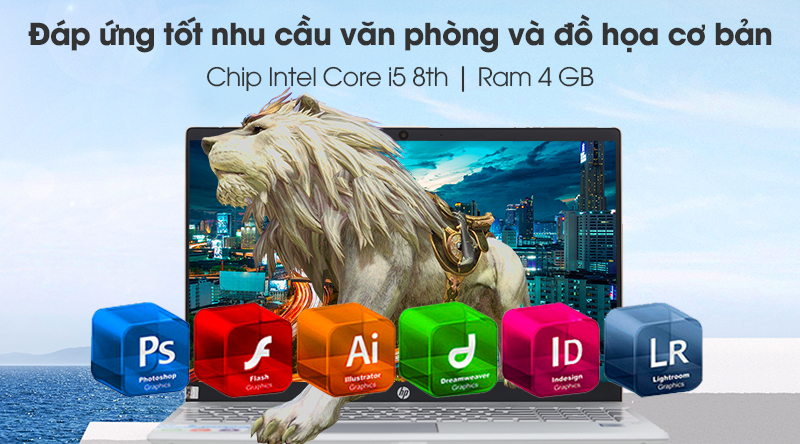 Đáp ứng tốt nhu cầu văn phòng và đồ họa cơ bản
Chip Intel Core i5 8th | Ram 4 GB
Ps
Photoshop
Graphics
Flash
Graphics
Ai
Illustrator
Graphics
Dreamweaver
Graphics
ID
Indesign
Graphics
LR
Lightroom
Graphics
hp